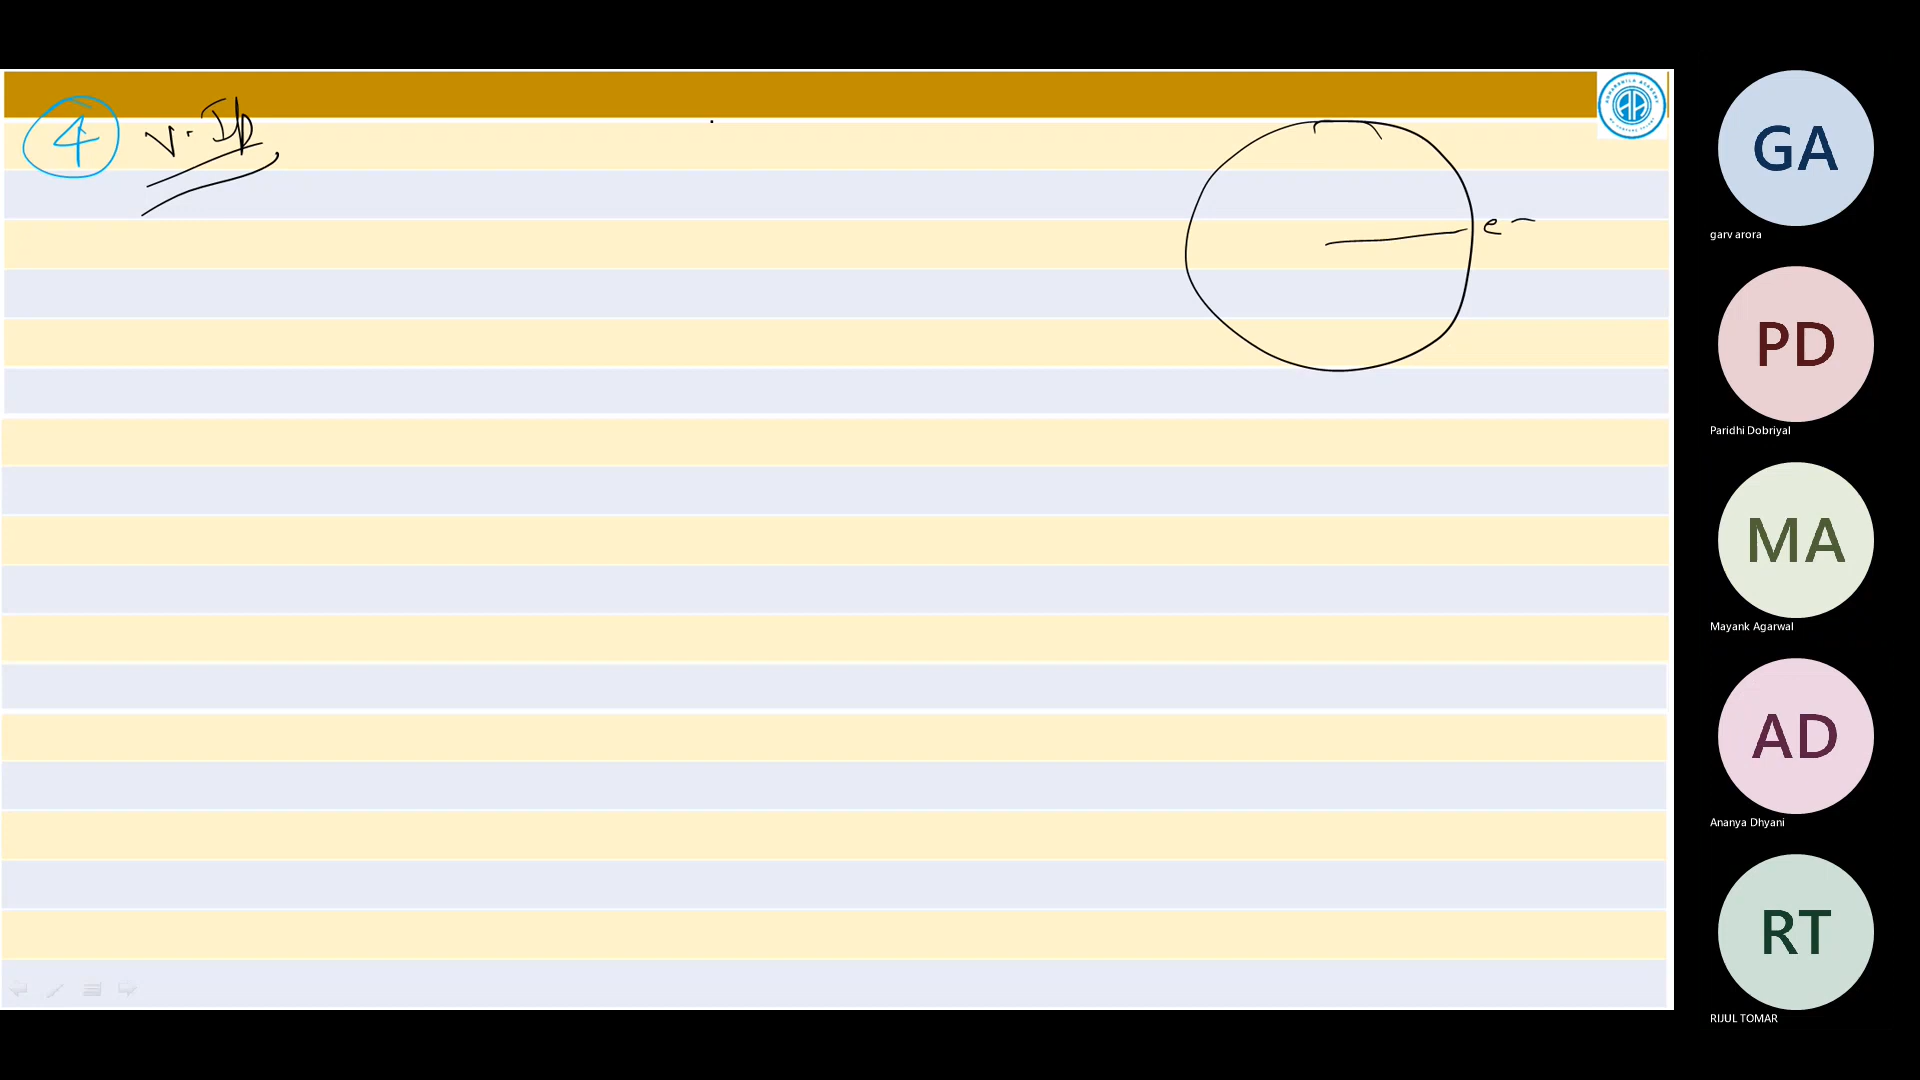 4 V. Ip
e-
GA
garv arora
PD
Paridhi Dobriyal
MA
Mayank Agarwal
AD
Ananya Dhyani
RT
RIJUL TOMAR